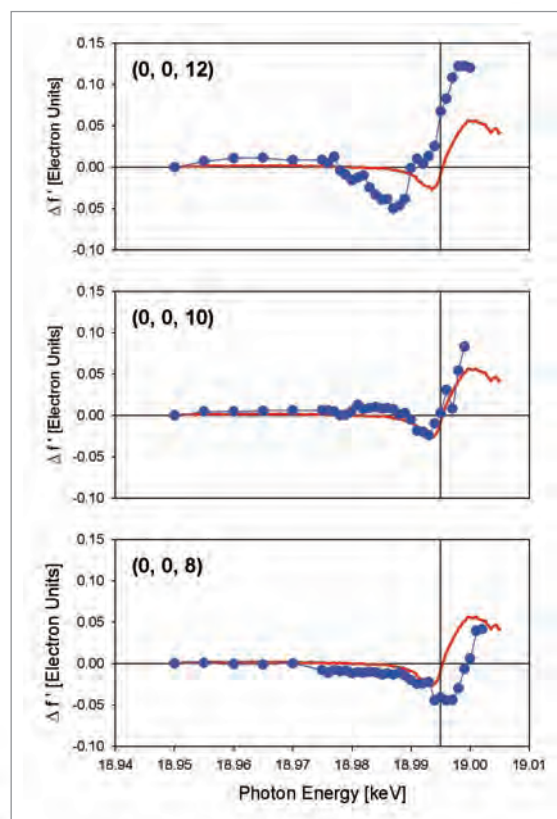 0.15
(0, 0, 12)
0.10
0.05
0.00
-0.05
-0.10
Δ f ' [Electron Units]
0.15
(0, 0, 10)
0.10
0.05
0.00
-0.05
-0.10
Δ f ' [Electron Units]
0.15
(0, 0, 8)
0.10
0.05
0.00
-0.05
-0.10
Δ f ' [Electron Units]
18.94 18.95 18.96 18.97 18.98 18.99 19.00 19.01
Photon Energy [keV]